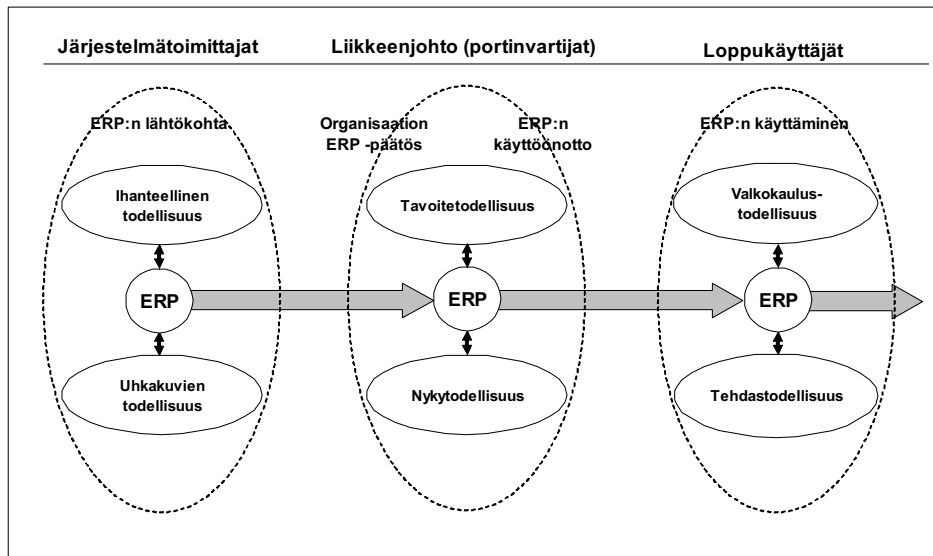 Järjestelmätoimittajat
Liikkeenjohto (portinvartijat)
Loppukäyttäjät
ERP:n lähtökohta
Organisaation
ERP -päätös
ERP:n
käyttöönotto
ERP:n käyttäminen
Ihanteellinen
todellisuus
Tavoitetodellisuus
Valkokaulus-
todellisuus
ERP
ERP
ERP
Uhkakuvien
todellisuus
Nykytodellisuus
Tehdastodellisuus